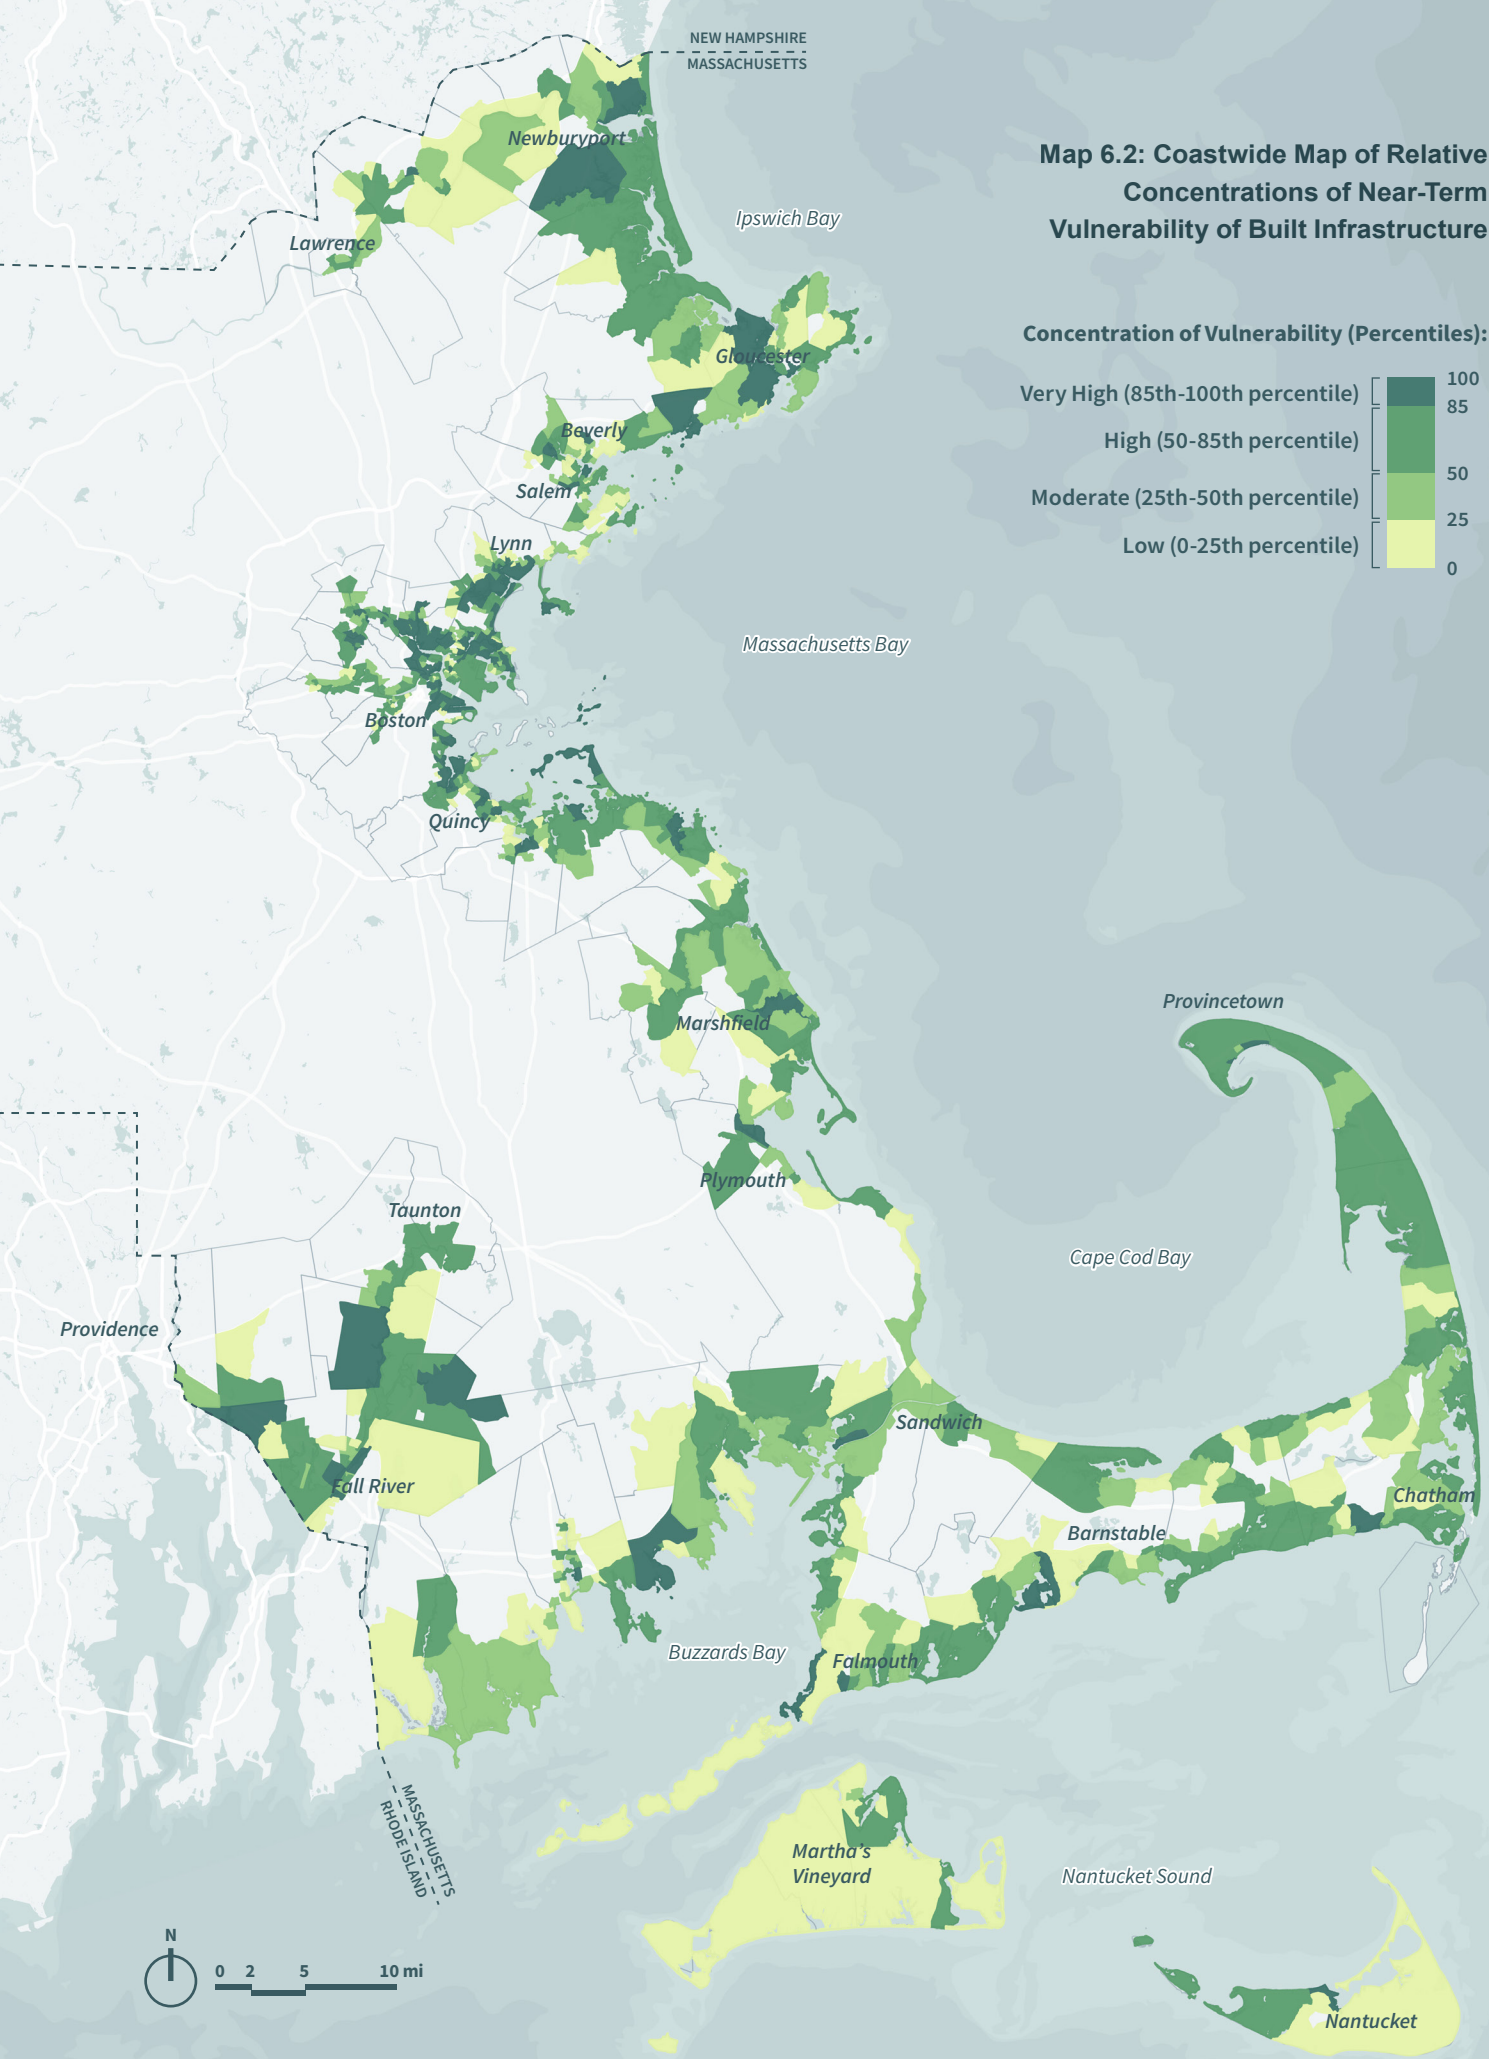 NEW HAMPSHIRE
MASSACHUSETTS
Newburyport
Map 6.2: Coastwide Map of Relative
Concentrations of Near-Term
Vulnerability of Built Infrastructure
Ipswich Bay
Lawrence
Gloucester
Concentration of Vulnerability (Percentiles):
Very High (85th-100th percentile)
100
85
High (50-85th percentile)
50
Moderate (25th-50th percentile)
25
Low (0-25th percentile)
0
Beverly
Salem
Lynn
Massachusetts Bay
Boston
Quincy
Provincetown
Marshfield
Plymouth
Taunton
Cape Cod Bay
Providence
Sandwich
Fall River
Chatham
Barnstable
Buzzards Bay
Falmouth
MASSACHUSETTS
RHODE ISLAND
Martha's
Vineyard
Nantucket Sound
N
0 2 5 10 mi
Nantucket